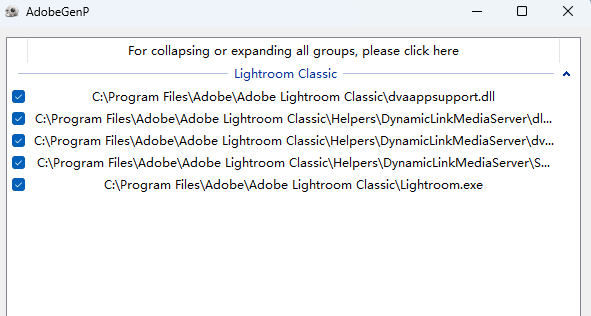 AdobeGenP
For collapsing or expanding all groups, please click here
Lightroom Classic
C:\Program Files\Adobe\Adobe Lightroom Classic\dvaappsupport.dll
C:\Program Files\Adobe\Adobe Lightroom Classic\Helpers\DynamicLinkMediaServer\dl...
C:\Program Files\Adobe\Adobe Lightroom Classic\Helpers\DynamicLinkMediaServer\dv...
C:\Program Files\Adobe\Adobe Lightroom Classic\Helpers\DynamicLinkMediaServer\S...
C:\Program Files\Adobe\Adobe Lightroom Classic\Lightroom.exe